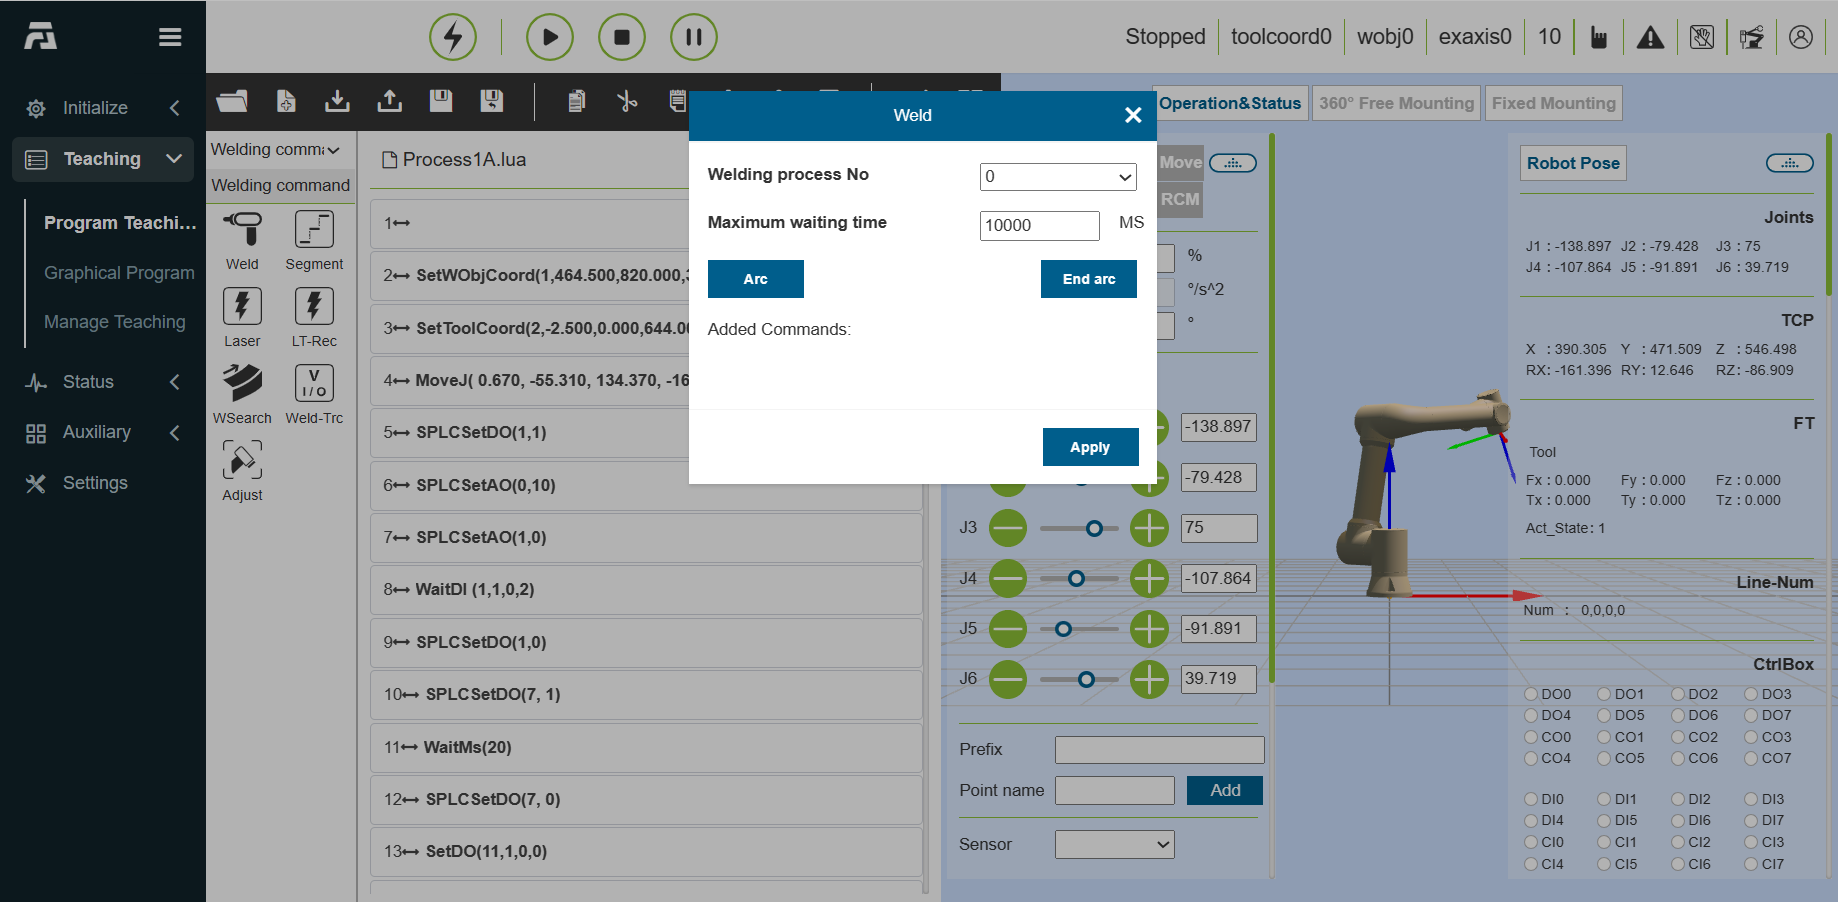 Stopped toolcoord0 wobj0 exaxis0 10
Initialize
Teaching
Program Teachi...
Graphical Program
Manage Teaching
Status
Auxiliary
Settings
Welding comm
Welding command
Weld Segment
Laser LT-Rec
V
I/O
WSearch Weld-Trc
Adjust
Process1A.lua
1
2 SetWObjCoord(1,464.500,820.000,
3 SetToolCoord(2,-2.500,0.000,644.0
4 MoveJ( 0.670, -55.310, 134.370, -16
5 SPLCSetDO(1,1)
6 SPLCSetAO(0,10)
7 SPLCSetAO(1,0)
8 WaitDI (1,1,0,2)
9 SPLCSetDO(1,0)
10 SPLCSetDO(7, 1)
11 WaitMs(20)
12 SPLCSetDO(7, 0)
13 SetDO(11,1,0,0)
Weld
Welding process No 0
Maximum waiting time 10000 MS
Arc End arc
Added Commands:
Apply
Operation&Status 360° Free Mounting Fixed Mounting
Move
RCM
%
°/s^2
°
-138.897
-79.428
J3 75
J4 -107.864
J5 -91.891
J6 39.719
Prefix
Point name Add
Sensor
Robot Pose
Joints
J1 : -138.897 J2 : -79.428 J3 : 75
J4 : -107.864 J5 : -91.891 J6 : 39.719
TCP
X : 390.305 Y : 471.509 Z : 546.498
RX: -161.396 RY: 12.646 RZ: -86.909
FT
Tool
Fx : 0.000 Fy : 0.000 Fz : 0.000
Tx : 0.000 Ty : 0.000 Tz : 0.000
Act_State: 1
Line-Num
Num : 0,0,0,0
CtrlBox
DO0 DO1 DO2 DO3
DO4 DO5 DO6 DO7
CO0 CO1 CO2 CO3
CO4 CO5 CO6 CO7
DI0 DI1 DI2 DI3
DI4 DI5 DI6 DI7
CI0 CI1 CI2 CI3
CI4 CI5 CI6 CI7